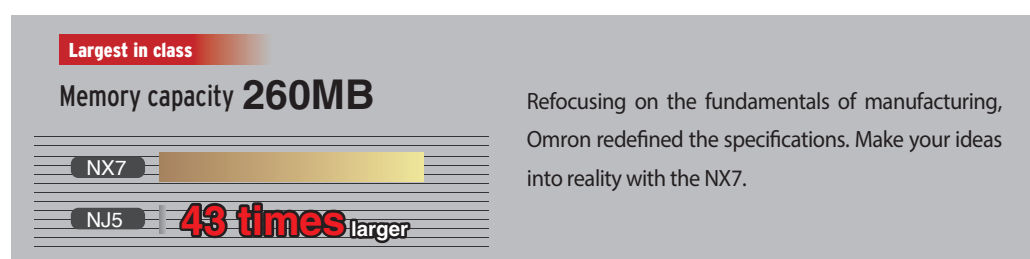 Largest in class
Memory capacity 260MB
NX7
NJ5
43 times larger
Refocusing on the fundamentals of manufacturing,
Omron redefined the specifications. Make your ideas
into reality with the NX7.